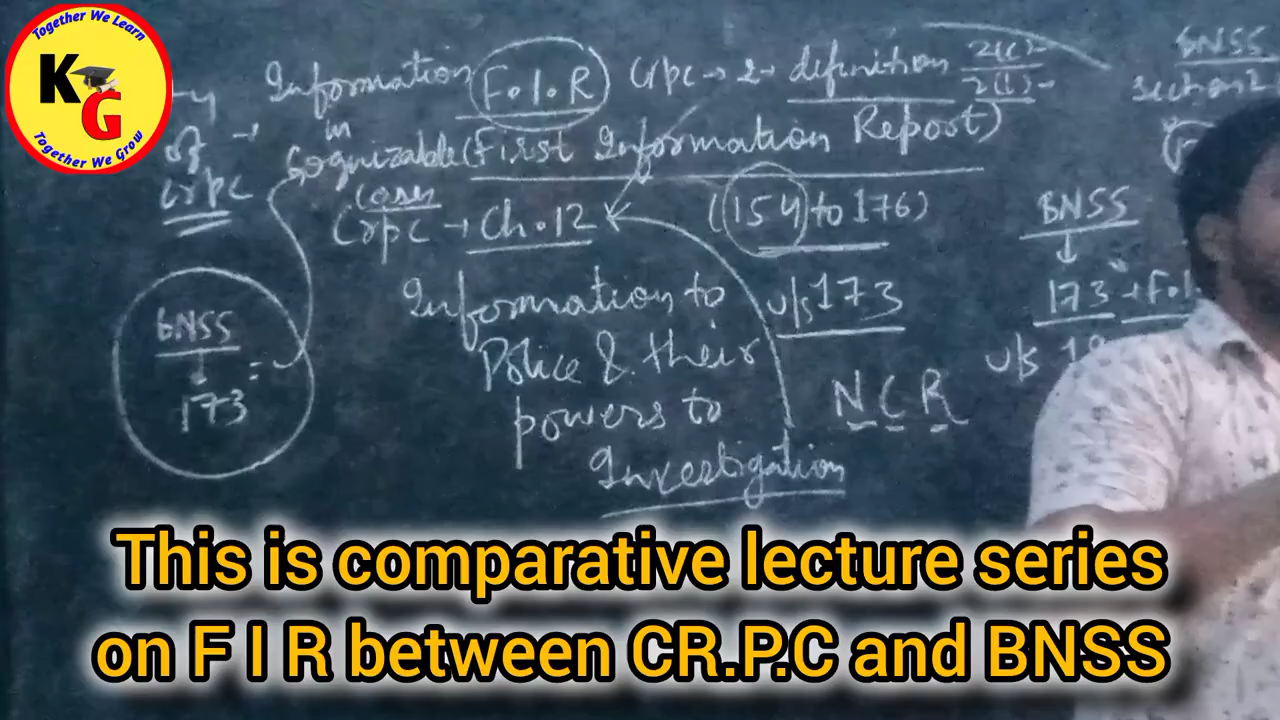 Together We Learn
K G
Together We Grow
of
Crpc
Information F.I.R Crpc → 2 → definition 2(c)
2(l)
in
Cognizable (First Information Report)
Cases
Crpc → Ch. 12 (154 to 176)
Information to u/s 173
Police & their
powers to
Investigation
NCR
BNSS
173
BNSS
Section 2
BNSS
173 → F.I
u/s
This is comparative lecture series
on F I R between CR.P.C and BNSS